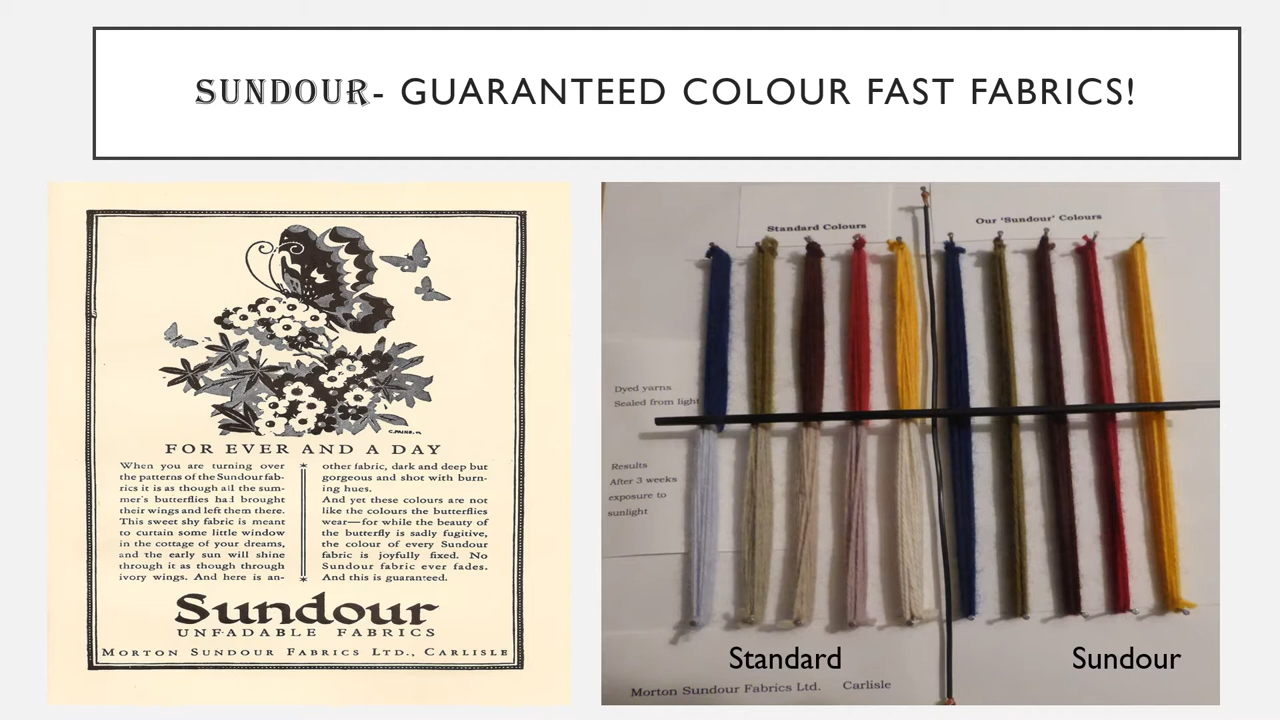 SUNDOUR- GUARANTEED COLOUR FAST FABRICS!
C.PAINE.
FOR EVER AND A DAY
When you are turning over
the patterns of the Sundour fab-
rics it is as though all the sum-
mer's butterflies had brought
their wings and left them there.
This sweet shy fabric is meant
to curtain some little window
in the cottage of your dreams,
and the early sun will shine
through it as though through
ivory wings. And here is an-
other fabric, dark and deep but
gorgeous and shot with burn-
ing hues.
And yet these colours are not
like the colours the butterflies
wear—for while the beauty of
the butterfly is sadly fugitive,
the colour of every Sundour
fabric is joyfully fixed. No
Sundour fabric ever fades.
And this is guaranteed.
Sundour
UNFADABLE FABRICS
MORTON SUNDOUR FABRICS LTD., CARLISLE
Standard Colours
Our 'Sundour' Colours
Dyed yarns
Sealed from light
Results
After 3 weeks
exposure to
sunlight
Standard
Sundour
Morton Sundour Fabrics Ltd. Carlisle